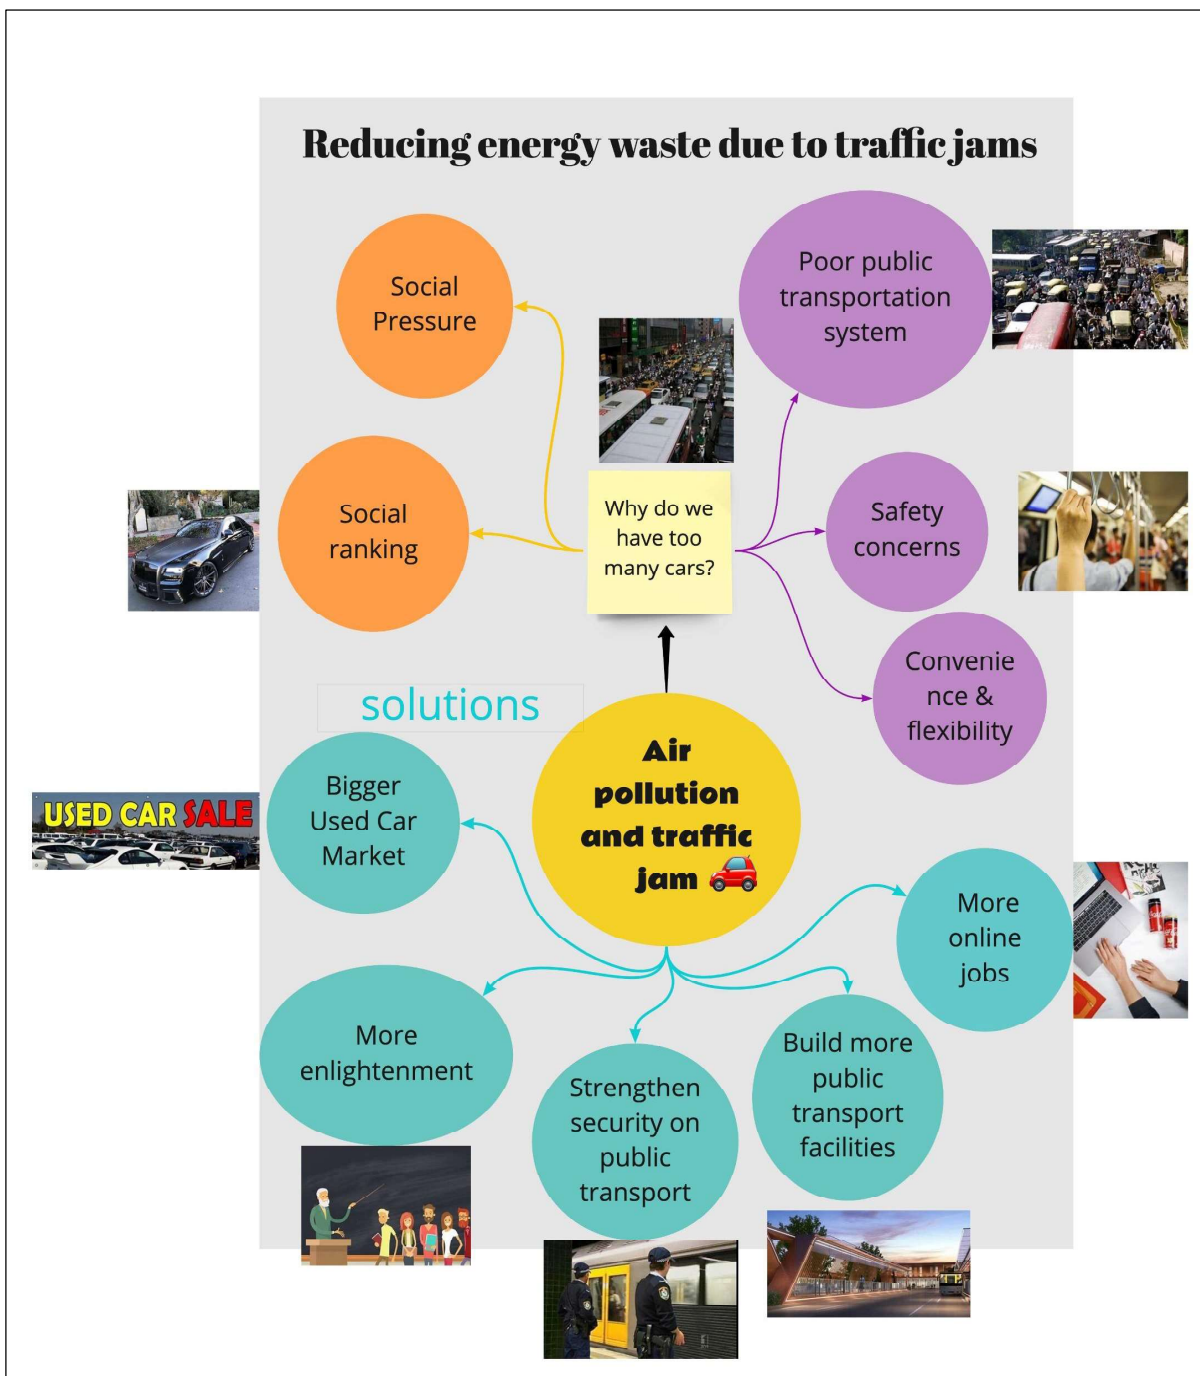 Reducing energy waste due to traffic jams
Social
Pressure
Poor public
transportation
system
Social
ranking
Why do we
have too
many cars?
Safety
concerns
Convenie
nce &
flexibility
solutions
Air
pollution
and traffic
jam
Bigger
Used Car
Market
USED CAR SALE
More
online
jobs
More
enlightenment
Strengthen
security on
public
transport
Build more
public
transport
facilities